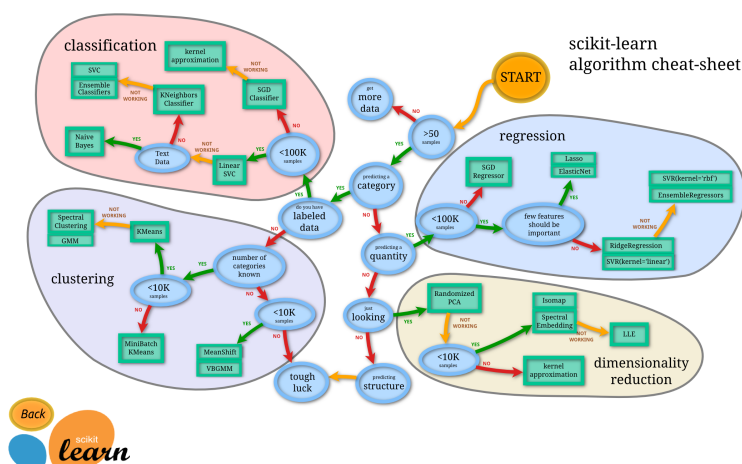 scikit-learn
algorithm cheat-sheet
START
get
more
data
NO
>50
samples
YES
predicting a
category
YES
NO
do you have
labeled
data
YES
NO
predicting a
quantity
YES
NO
just
looking
YES
NO
predicting
structure
tough
luck
classification
kernel
approximation
NOT
WORKING
SVC
Ensemble
Classifiers
NOT
WORKING
KNeighbors
Classifier
SGD
Classifier
NO
Naive
Bayes
YES
Text
Data
NO
NOT
WORKING
Linear
SVC
YES
<100K
samples
regression
SGD
Regressor
NO
<100K
samples
YES
Lasso
ElasticNet
YES
few features
should be
important
NO
SVR(kernel='rbf')
EnsembleRegressors
NOT
WORKING
RidgeRegression
SVR(kernel='linear')
clustering
Spectral
Clustering
GMM
NOT
WORKING
KMeans
YES
number of
categories
known
YES
NO
<10K
samples
NO
MiniBatch
KMeans
<10K
samples
YES
NO
MeanShift
VBGMM
dimensionality
reduction
Randomized
PCA
NOT
WORKING
<10K
samples
YES
NO
Isomap
Spectral
Embedding
NOT
WORKING
LLE
kernel
approximation
Back
scikit
learn